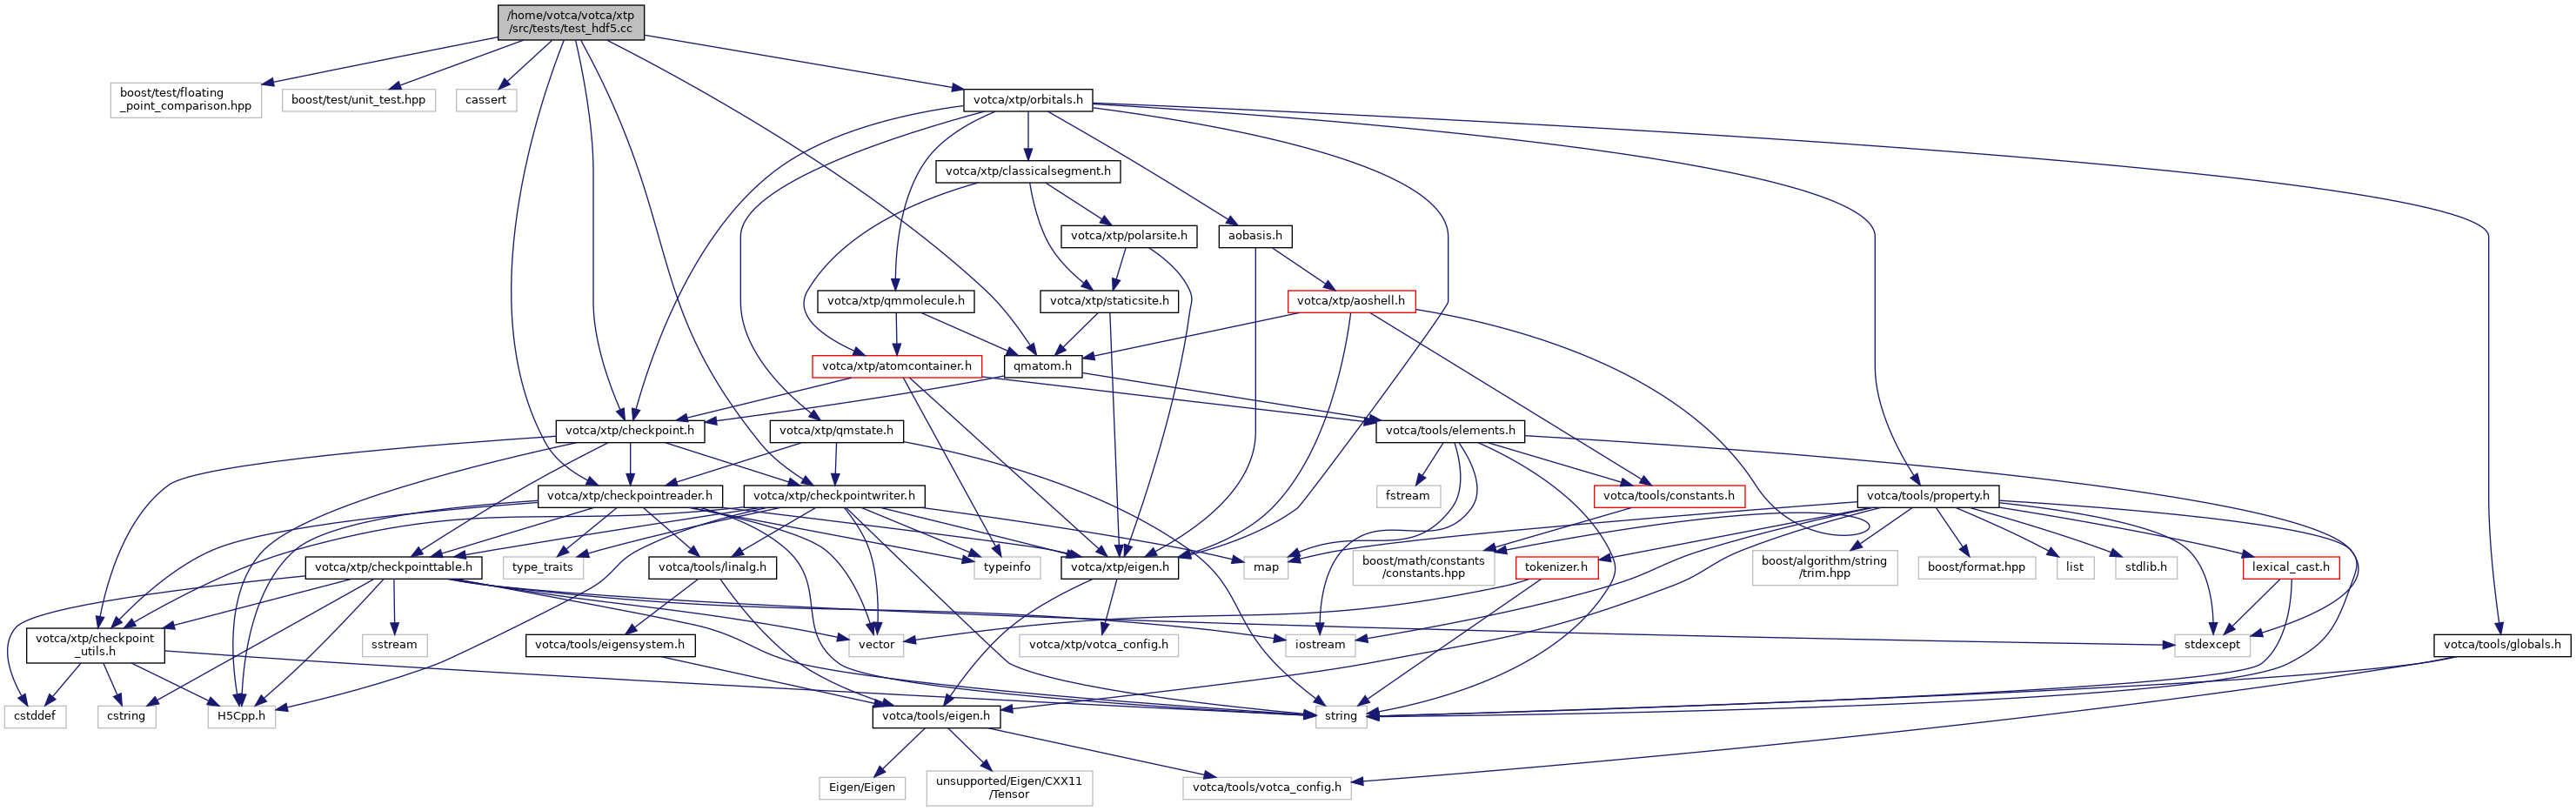 /home/votca/votca/xtp
/src/tests/test_hdf5.cc
boost/test/floating
_point_comparison.hpp
boost/test/unit_test.hpp
cassert
votca/xtp/orbitals.h
votca/xtp/classicalsegment.h
votca/xtp/polarsite.h
aobasis.h
votca/xtp/qmmolecule.h
votca/xtp/staticsite.h
votca/xtp/aoshell.h
votca/xtp/atomcontainer.h
qmatom.h
votca/xtp/checkpoint.h
votca/xtp/qmstate.h
votca/tools/elements.h
votca/xtp/checkpointreader.h
votca/xtp/checkpointwriter.h
fstream
votca/tools/constants.h
votca/tools/property.h
votca/xtp/checkpointtable.h
type_traits
votca/tools/linalg.h
typeinfo
votca/xtp/eigen.h
map
boost/math/constants
/constants.hpp
tokenizer.h
boost/algorithm/string
/trim.hpp
boost/format.hpp
list
stdlib.h
lexical_cast.h
votca/xtp/checkpoint
_utils.h
sstream
votca/tools/eigensystem.h
vector
votca/xtp/votca_config.h
iostream
stdexcept
votca/tools/globals.h
cstddef
cstring
H5Cpp.h
votca/tools/eigen.h
string
Eigen/Eigen
unsupported/Eigen/CXX11
/Tensor
votca/tools/votca_config.h